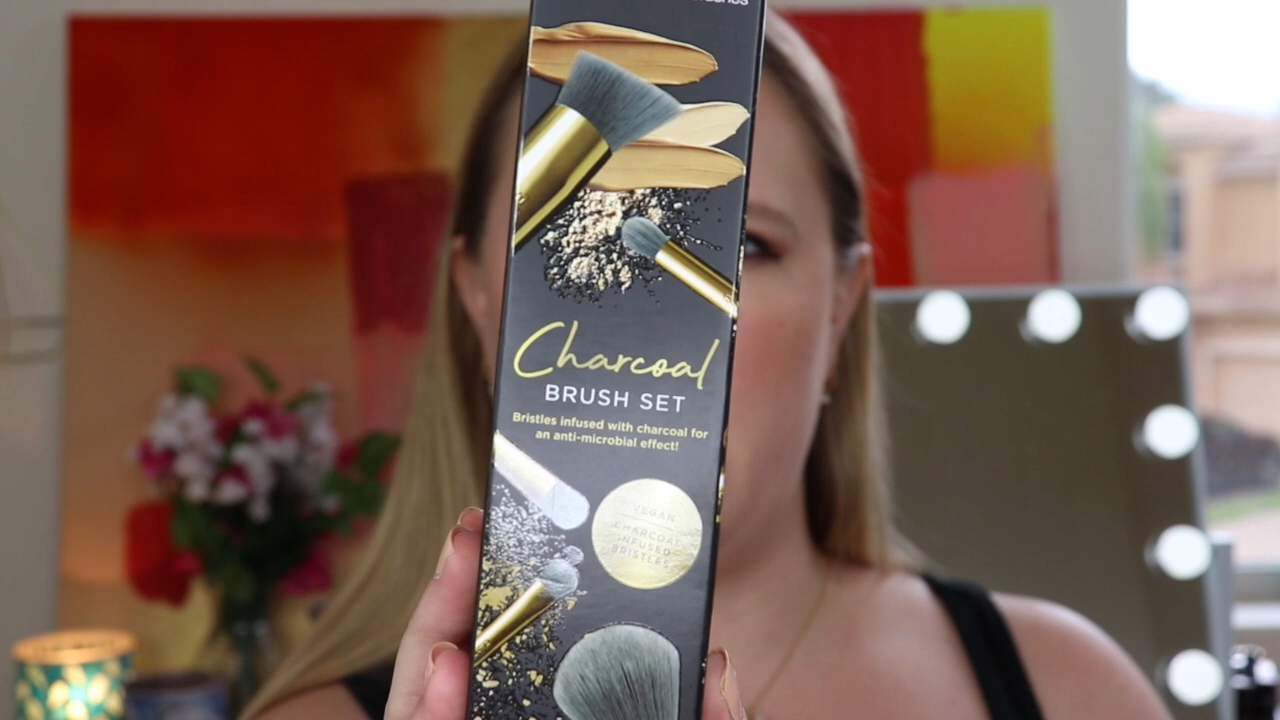 Charcoal
BRUSH SET
Bristles infused with charcoal for
an anti-microbial effect!
VEGAN
CHARCOAL
INFUSED
BRISTLES